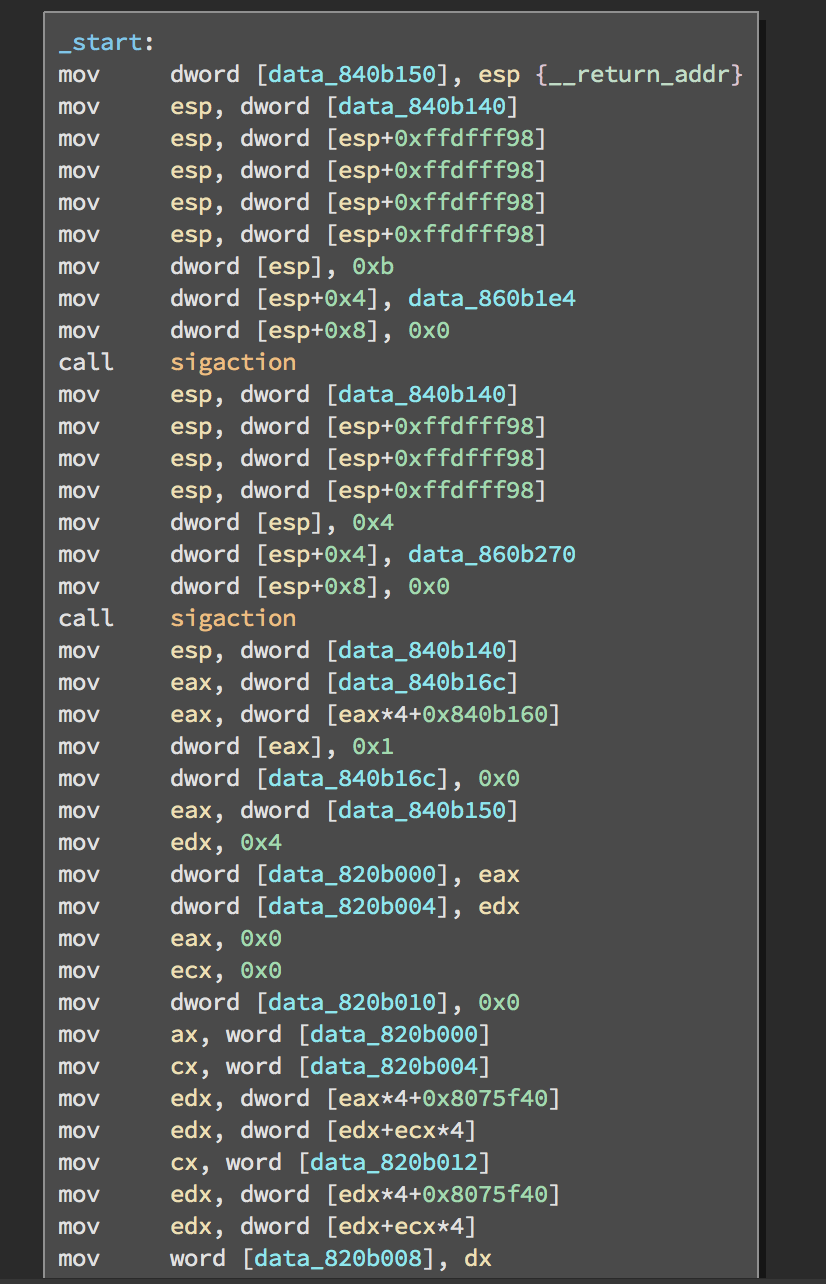 _start:
mov dword [data_840b150], esp {__return_addr}
mov esp, dword [data_840b140]
mov esp, dword [esp+0xffdfff98]
mov esp, dword [esp+0xffdfff98]
mov esp, dword [esp+0xffdfff98]
mov esp, dword [esp+0xffdfff98]
mov dword [esp], 0xb
mov dword [esp+0x4], data_860b1e4
mov dword [esp+0x8], 0x0
call sigaction
mov esp, dword [data_840b140]
mov esp, dword [esp+0xffdfff98]
mov esp, dword [esp+0xffdfff98]
mov esp, dword [esp+0xffdfff98]
mov dword [esp], 0x4
mov dword [esp+0x4], data_860b270
mov dword [esp+0x8], 0x0
call sigaction
mov esp, dword [data_840b140]
mov eax, dword [data_840b16c]
mov eax, dword [eax*4+0x840b160]
mov dword [eax], 0x1
mov dword [data_840b16c], 0x0
mov eax, dword [data_840b150]
mov edx, 0x4
mov dword [data_820b000], eax
mov dword [data_820b004], edx
mov eax, 0x0
mov ecx, 0x0
mov dword [data_820b010], 0x0
mov ax, word [data_820b000]
mov cx, word [data_820b004]
mov edx, dword [eax*4+0x8075f40]
mov edx, dword [edx+ecx*4]
mov cx, word [data_820b012]
mov edx, dword [edx*4+0x8075f40]
mov edx, dword [edx+ecx*4]
mov word [data_820b008], dx